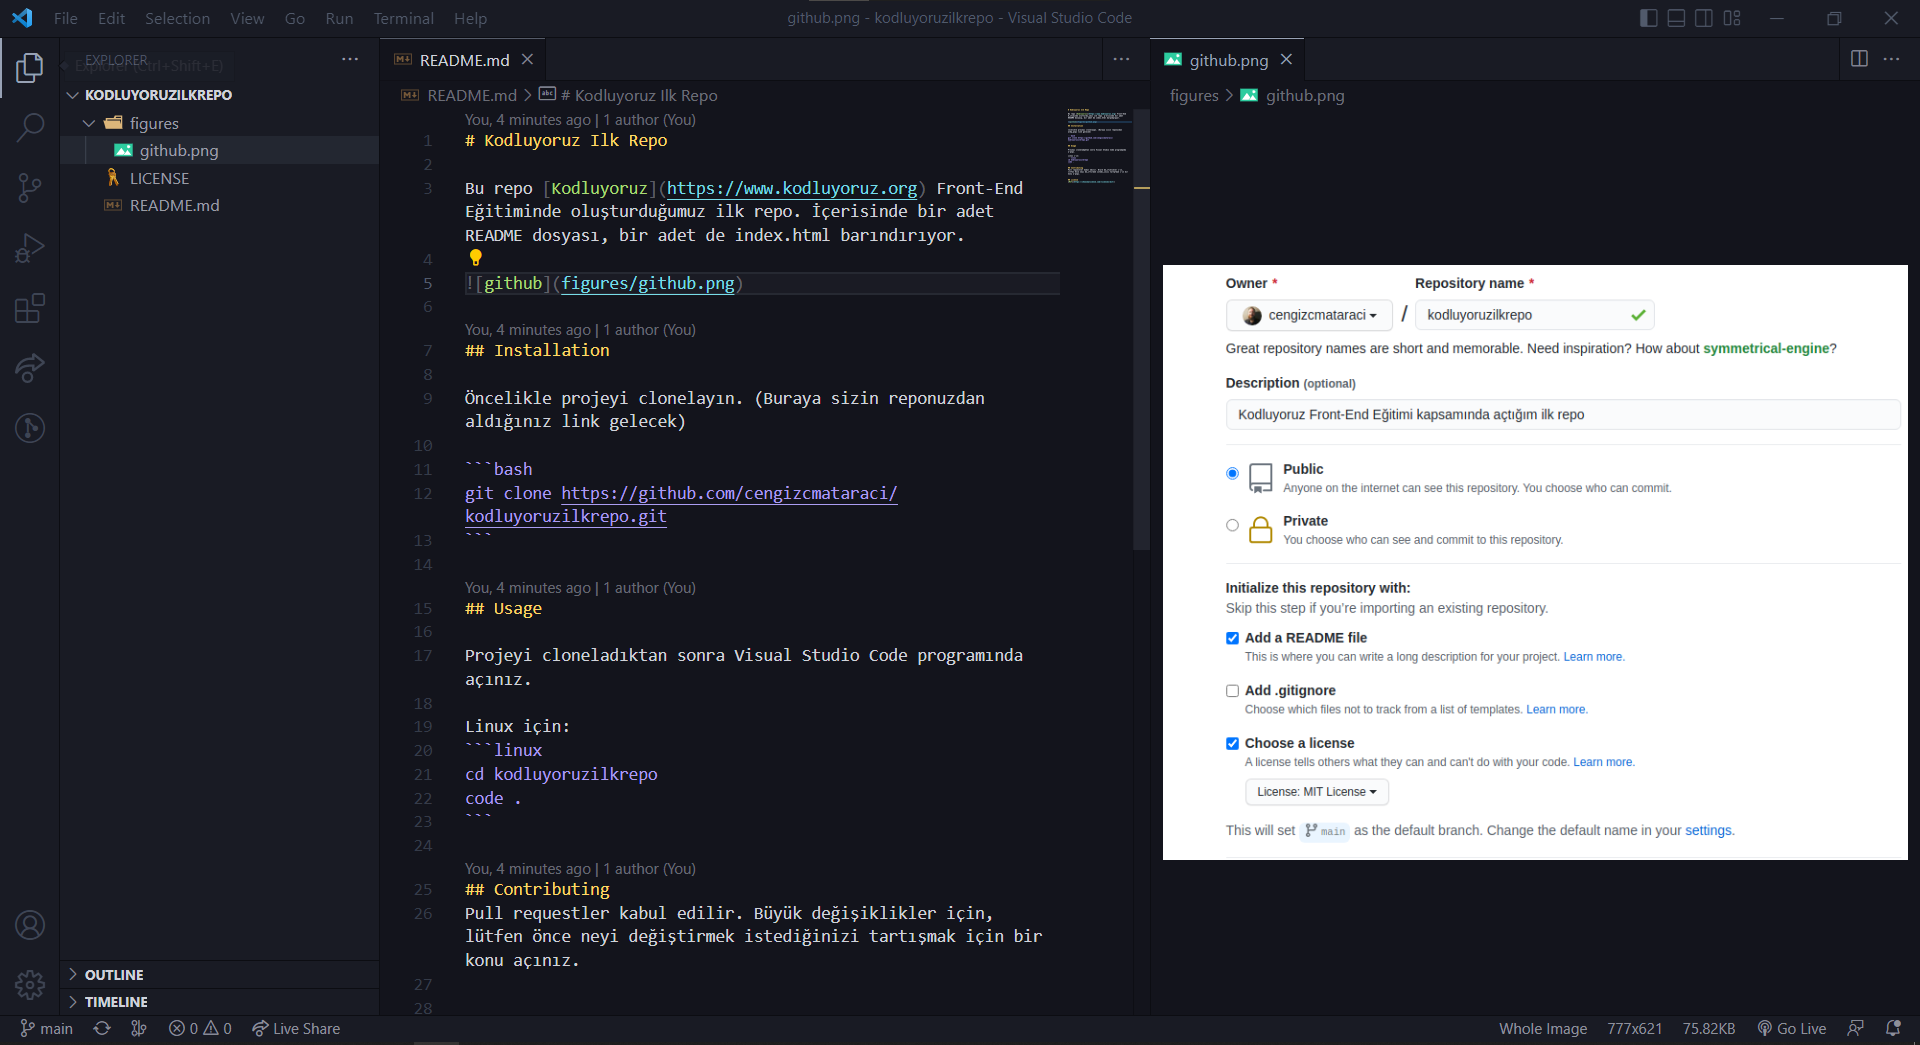 File Edit Selection View Go Run Terminal Help
github.png - kodluyoruzilkrepo - Visual Studio Code
EXPLORER
Explorer (Ctrl+Shift+E)
KODLUYORUZILKREPO
figures
github.png
LICENSE
README.md
OUTLINE
TIMELINE
README.md
README.md > # Kodluyoruz Ilk Repo
You, 4 minutes ago | 1 author (You)
1 # Kodluyoruz Ilk Repo
2
3 Bu repo [Kodluyoruz](https://www.kodluyoruz.org) Front-End
Eğitiminde oluşturduğumuz ilk repo. İçerisinde bir adet
README dosyası, bir adet de index.html barındırıyor.
4
5 ![github](figures/github.png)
6
You, 4 minutes ago | 1 author (You)
7 ## Installation
8
9 Öncelikle projeyi clonelayın. (Buraya sizin reponuzdan
aldığınız link gelecek)
10
11 ```bash
12 git clone https://github.com/cengizcmataraci/
kodluyoruzilkrepo.git
13 ```
14
You, 4 minutes ago | 1 author (You)
15 ## Usage
16
17 Projeyi cloneladıktan sonra Visual Studio Code programında
açınız.
18
19 Linux için:
20 ```linux
21 cd kodluyoruzilkrepo
22 code .
23 ```
24
You, 4 minutes ago | 1 author (You)
25 ## Contributing
26 Pull requestler kabul edilir. Büyük değişiklikler için,
lütfen önce neyi değiştirmek istediğinizi tartışmak için bir
konu açınız.
27
28
github.png
figures > github.png
Owner * Repository name *
cengizcmataraci / kodluyoruzilkrepo
Great repository names are short and memorable. Need inspiration? How about symmetrical-engine?
Description (optional)
Kodluyoruz Front-End Eğitimi kapsamında açtığım ilk repo
Public
Anyone on the internet can see this repository. You choose who can commit.
Private
You choose who can see and commit to this repository.
Initialize this repository with:
Skip this step if you're importing an existing repository.
Add a README file
This is where you can write a long description for your project. Learn more.
Add .gitignore
Choose which files not to track from a list of templates. Learn more.
Choose a license
A license tells others what they can and can't do with your code. Learn more.
License: MIT License
This will set main as the default branch. Change the default name in your settings.
main 0 0 Live Share
Whole Image 777x621 75.82KB Go Live